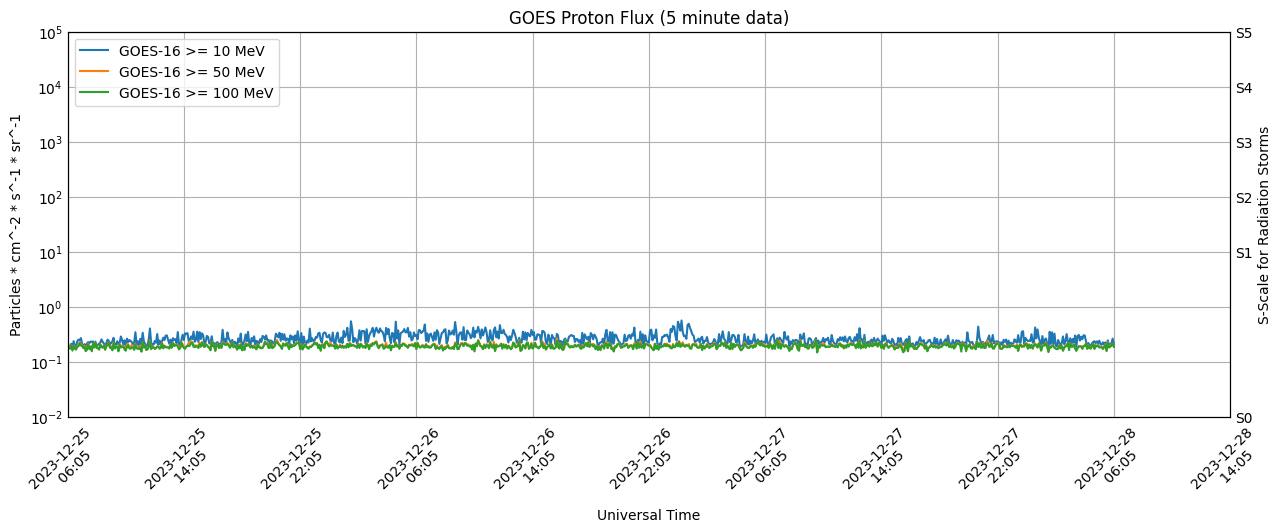 GOES Proton Flux (5 minute data)
GOES-16 >= 10 MeV
GOES-16 >= 50 MeV
GOES-16 >= 100 MeV
Particles * cm^-2 * s^-1 * sr^-1
10^5
10^4
10^3
10^2
10^1
10^0
10^-1
10^-2
S5
S4
S3
S2
S1
S0
S-Scale for Radiation Storms
2023-12-25
06:05
2023-12-25
14:05
2023-12-25
22:05
2023-12-26
06:05
2023-12-26
14:05
2023-12-26
22:05
2023-12-27
06:05
2023-12-27
14:05
2023-12-27
22:05
2023-12-28
06:05
2023-12-28
14:05
Universal Time